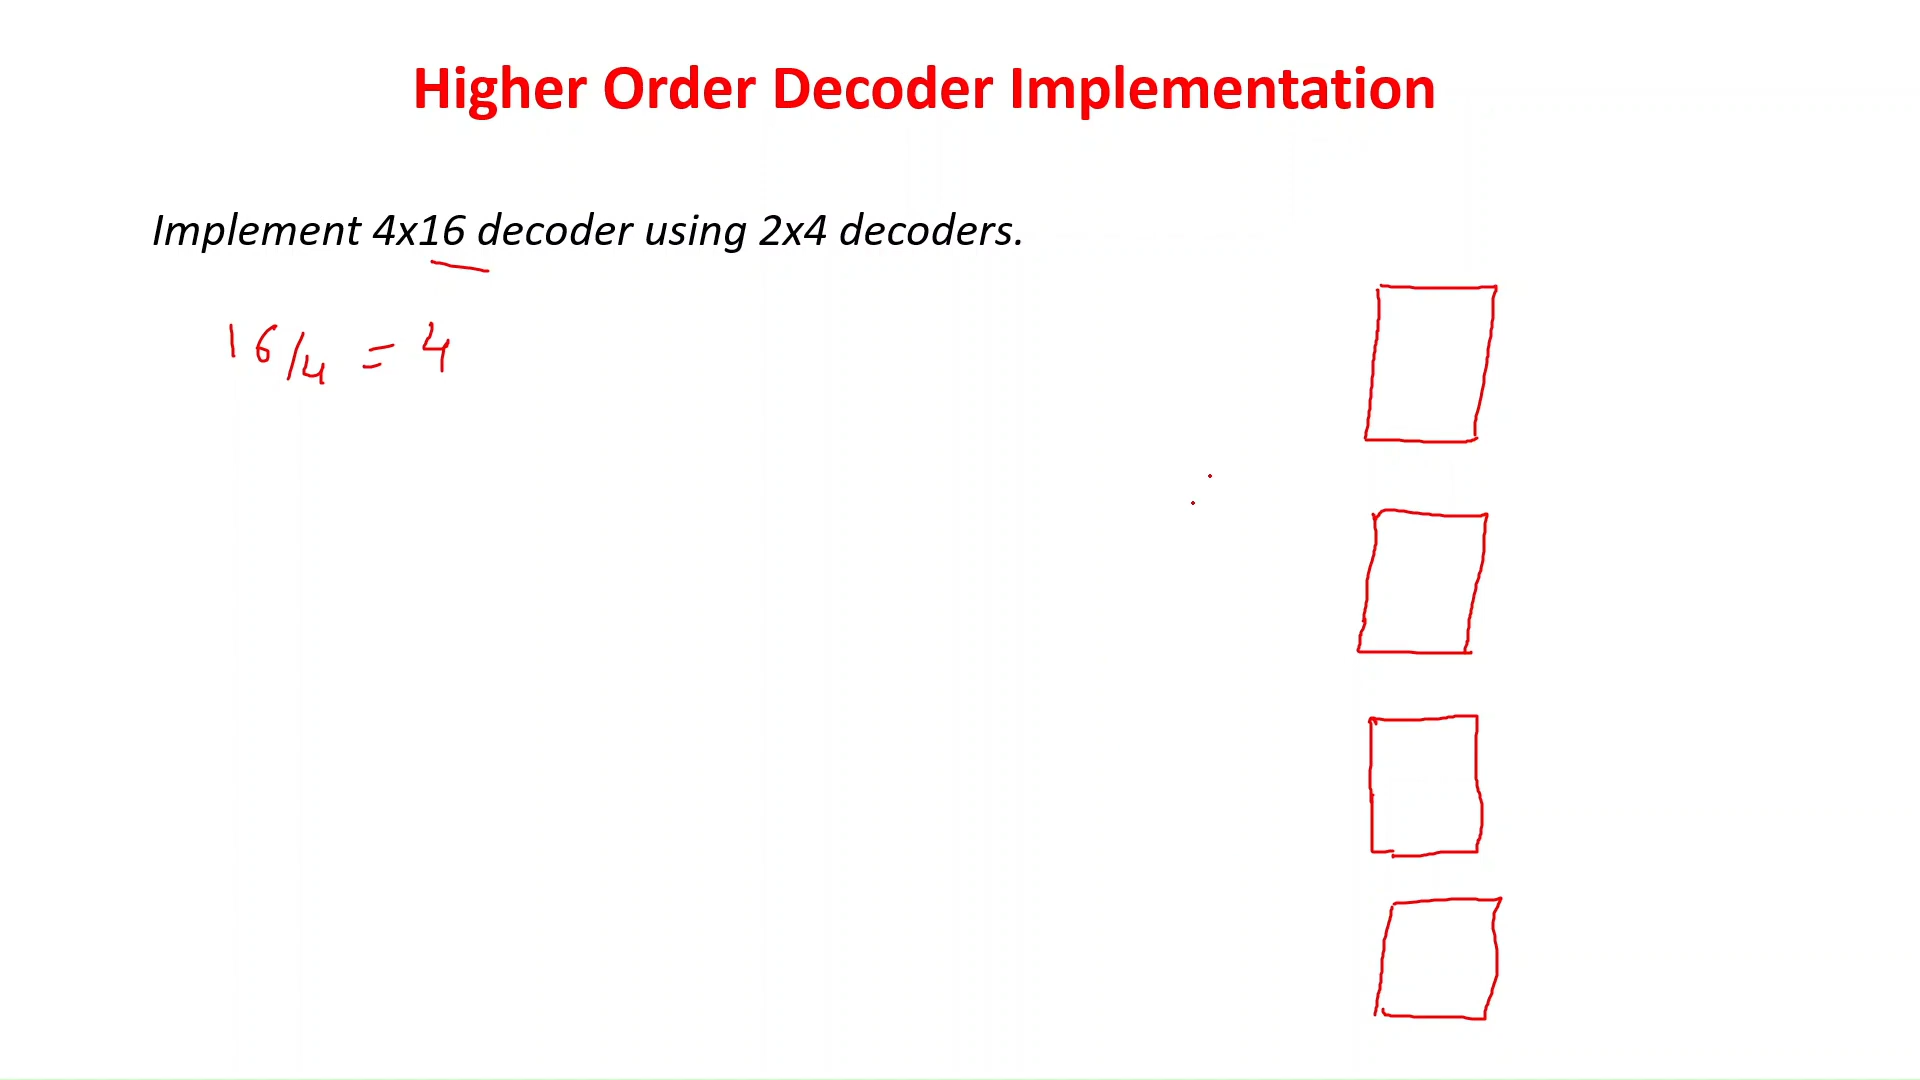 Higher Order Decoder Implementation
Implement 4x16 decoder using 2x4 decoders.
16/4 = 4